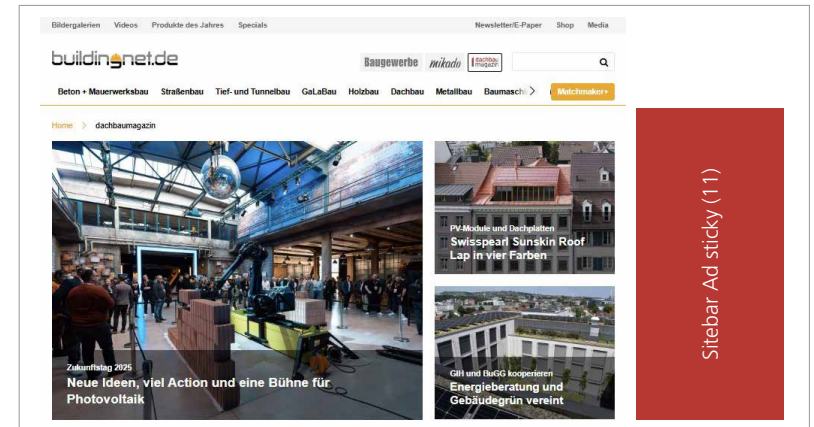 Bildergalerien Videos Produkte des Jahres Specials Newsletter/E-Paper Shop Media
buildingnet.de
Baugewerbe mikado dachbau magazin
Beton + Mauerwerksbau Straßenbau Tief- und Tunnelbau GaLaBau Holzbau Dachbau Metallbau Baumaschi Matchmaker+
Home > dachbaumagazin
PV-Module und Dachplatten
Swisspearl Sunskin Roof
Lap in vier Farben
Zukunftstag 2025
Neue Ideen, viel Action und eine Bühne für
Photovoltaik
GIH und BuGG kooperieren
Energieberatung und
Gebäudegrün vereint
Sitebar Ad sticky (11)